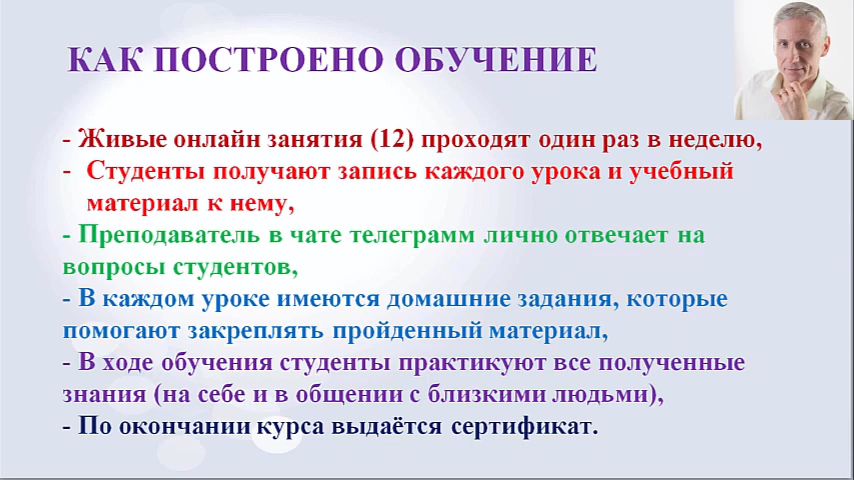 КАК ПОСТРОЕНО ОБУЧЕНИЕ
- Живые онлайн занятия (12) проходят один раз в неделю,
- Студенты получают запись каждого урока и учебный
материал к нему,
- Преподаватель в чате телеграмм лично отвечает на
вопросы студентов,
- В каждом уроке имеются домашние задания, которые
помогают закреплять пройденный материал,
- В ходе обучения студенты практикуют все полученные
знания (на себе и в общении с близкими людьми),
- По окончании курса выдаётся сертификат.